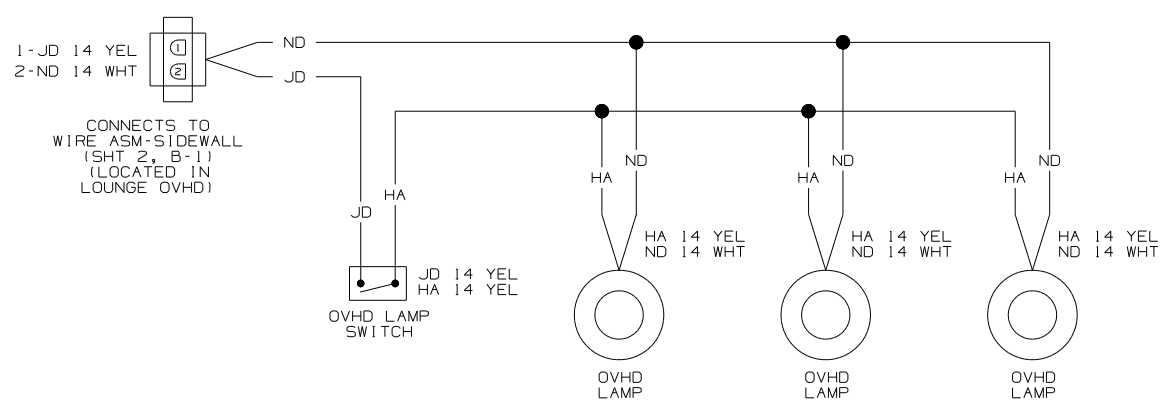 1-JD 14 YEL
2-ND 14 WHT
1
2
CONNECTS TO
WIRE ASM-SIDEWALL
(SHT 2, B-1)
(LOCATED IN
LOUNGE OVHD)
ND
JD
JD
HA
JD 14 YEL
HA 14 YEL
OVHD LAMP
SWITCH
HA
ND
HA 14 YEL
ND 14 WHT
OVHD
LAMP
HA
ND
HA 14 YEL
ND 14 WHT
OVHD
LAMP
HA
ND
HA 14 YEL
ND 14 WHT
OVHD
LAMP